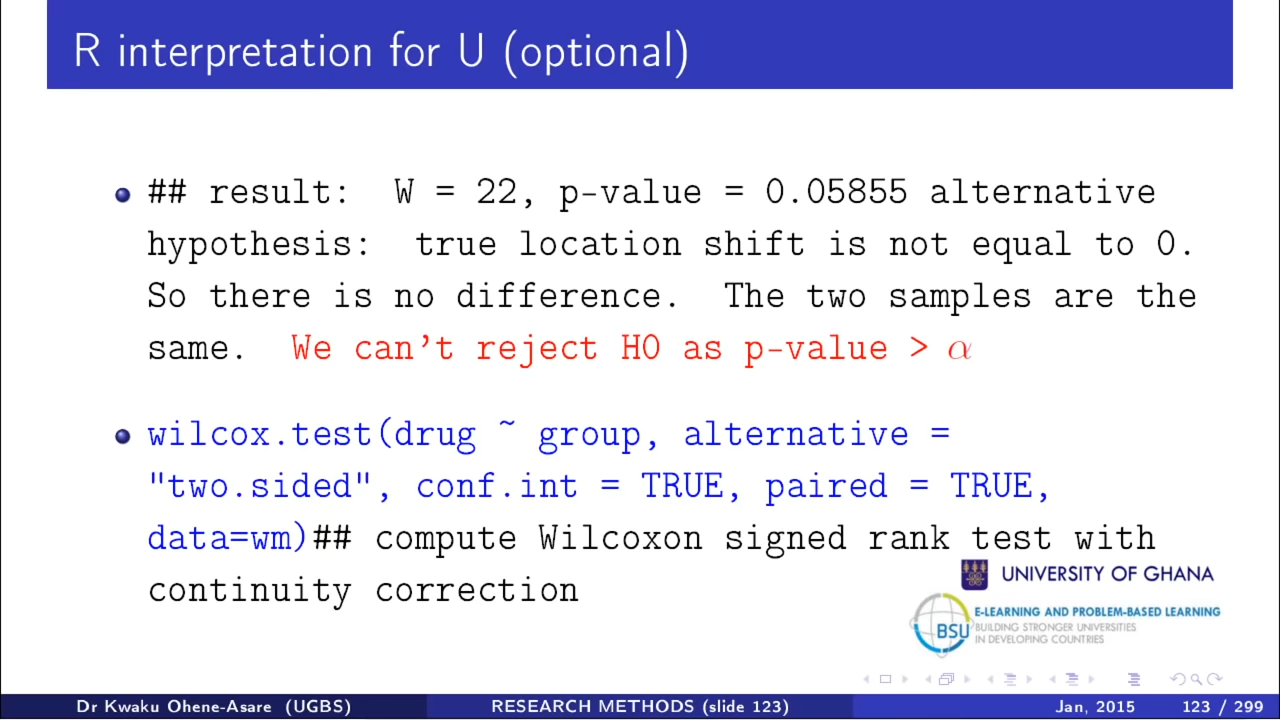 R interpretation for U (optional)
## result: W = 22, p-value = 0.05855 alternative
hypothesis: true location shift is not equal to 0.
So there is no difference. The two samples are the
same. We can't reject H0 as p-value > α
wilcox.test(drug ~ group, alternative =
"two.sided", conf.int = TRUE, paired = TRUE,
data=wm)## compute Wilcoxon signed rank test with
continuity correction
UNIVERSITY OF GHANA
E-LEARNING AND PROBLEM-BASED LEARNING
BSU
BUILDING STRONGER UNIVERSITIES
IN DEVELOPING COUNTRIES
Dr Kwaku Ohene-Asare (UGBS) RESEARCH METHODS (slide 123) Jan, 2015 123 / 299